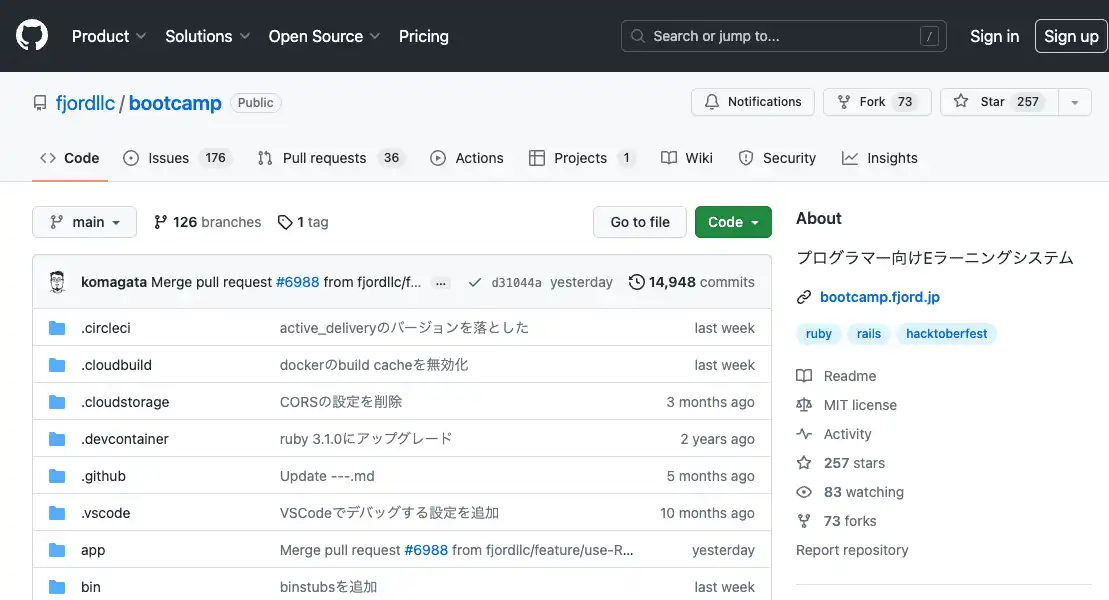 Product Solutions Open Source Pricing Search or jump to... / Sign in Sign up
fjordllc / bootcamp Public Notifications Fork 73 Star 257
Code Issues 176 Pull requests 36 Actions Projects 1 Wiki Security Insights
main 126 branches 1 tag Go to file Code
komagata Merge pull request #6988 from fjordllc/f... ... d31044a yesterday 14,948 commits
.circleci active_deliveryのバージョンを落とした last week
.cloudbuild dockerのbuild cacheを無効化 last week
.cloudstorage CORSの設定を削除 3 months ago
.devcontainer ruby 3.1.0にアップグレード 2 years ago
.github Update ---.md 5 months ago
.vscode VSCodeでデバッグする設定を追加 10 months ago
app Merge pull request #6988 from fjordllc/feature/use-R... yesterday
bin binstubsを追加 last week
About
プログラマー向けEラーニングシステム
bootcamp.fjord.jp
ruby rails hacktoberfest
Readme
MIT license
Activity
257 stars
83 watching
73 forks
Report repository